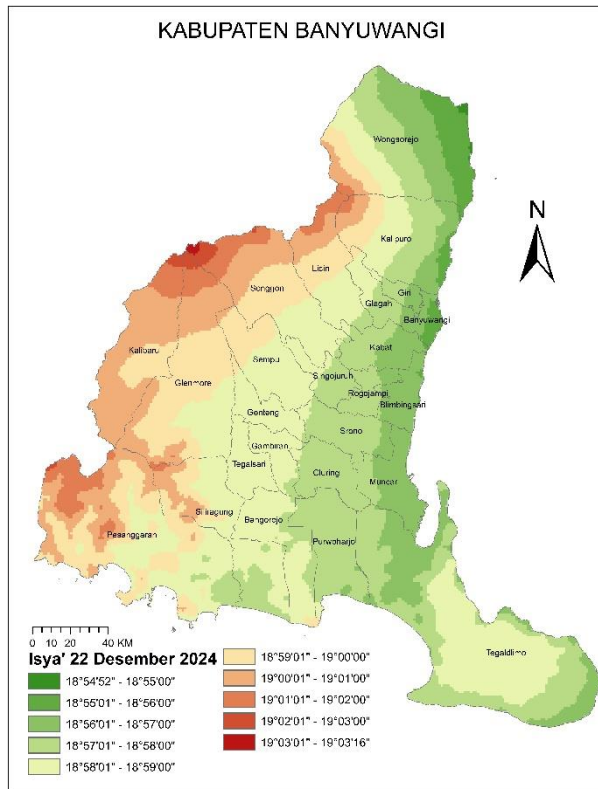 KABUPATEN BANYUWANGI
Wongsorejo
N
Kalipuro
Licin
Songgon
Giri
Glagah
Banyuwangi
Kabat
Kalibaru
Sempu
Glenmore
Singojuruh
Rogojampi
Blimbingsari
Genteng
Srono
Gambiran
Tegalsari
Cluring
Muncar
Siliragung
Bangorejo
Pesanggaran
Purwoharjo
Tegaldlimo
0 10 20 40 KM
Isya' 22 Desember 2024
18°54'52" - 18°55'00"
18°55'01" - 18°56'00"
18°56'01" - 18°57'00"
18°57'01" - 18°58'00"
18°58'01" - 18°59'00"
18°59'01" - 19°00'00"
19°00'01" - 19°01'00"
19°01'01" - 19°02'00"
19°02'01" - 19°03'00"
19°03'01" - 19°03'16"